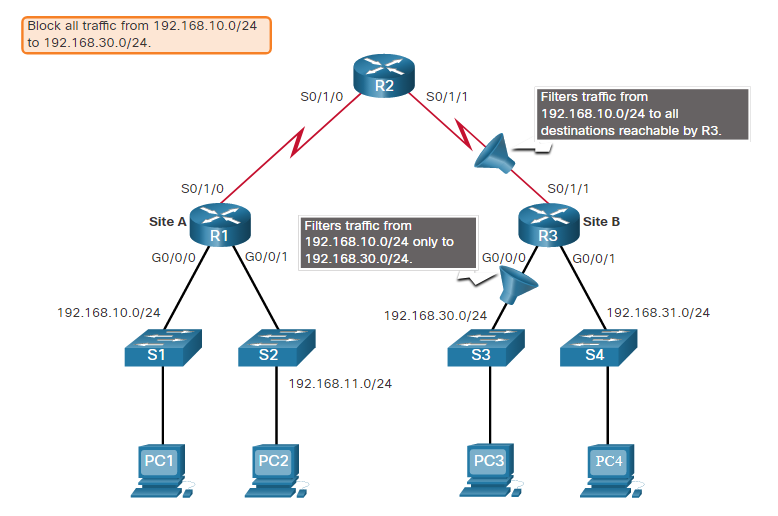 Block all traffic from 192.168.10.0/24
to 192.168.30.0/24.
R2
S0/1/0
S0/1/1
Filters traffic from
192.168.10.0/24 to all
destinations reachable by R3.
S0/1/0
S0/1/1
Site A
R1
Filters traffic from
192.168.10.0/24 only to
192.168.30.0/24.
R3
Site B
G0/0/0
G0/0/1
G0/0/0
G0/0/1
192.168.10.0/24
192.168.30.0/24
192.168.31.0/24
S1
S2
S3
S4
192.168.11.0/24
PC1
PC2
PC3
PC4